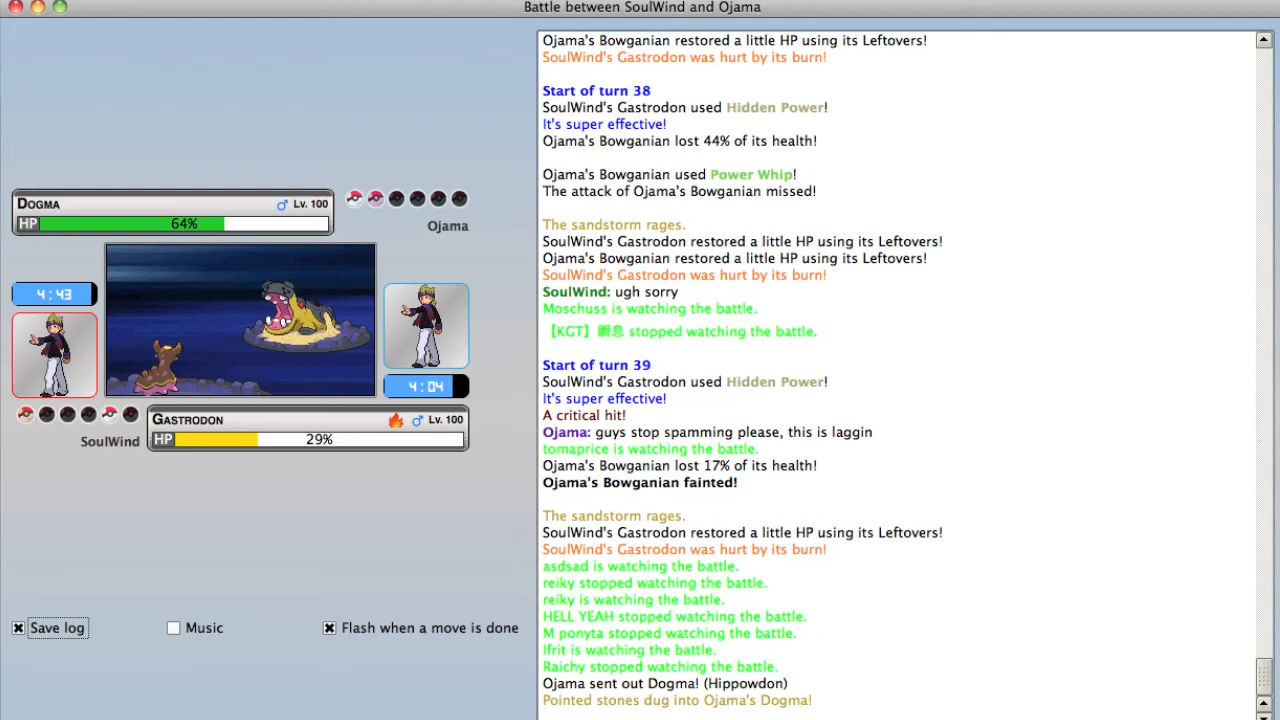 Battle between SoulWind and Ojama
DOGMA
Lv. 100
HP
64%
Ojama
4:43
4:04
GASTRODON
Lv. 100
HP
29%
SoulWind
Save log
Music
Flash when a move is done
Ojama's Bowganian restored a little HP using its Leftovers!
SoulWind's Gastrodon was hurt by its burn!
Start of turn 38
SoulWind's Gastrodon used Hidden Power!
It's super effective!
Ojama's Bowganian lost 44% of its health!
Ojama's Bowganian used Power Whip!
The attack of Ojama's Bowganian missed!
The sandstorm rages.
SoulWind's Gastrodon restored a little HP using its Leftovers!
Ojama's Bowganian restored a little HP using its Leftovers!
SoulWind's Gastrodon was hurt by its burn!
SoulWind: ugh sorry
Moschuss is watching the battle.
【KGT】瞬息 stopped watching the battle.
Start of turn 39
SoulWind's Gastrodon used Hidden Power!
It's super effective!
A critical hit!
Ojama: guys stop spamming please, this is laggin
tomaprice is watching the battle.
Ojama's Bowganian lost 17% of its health!
Ojama's Bowganian fainted!
The sandstorm rages.
SoulWind's Gastrodon restored a little HP using its Leftovers!
SoulWind's Gastrodon was hurt by its burn!
asdsad is watching the battle.
reiky stopped watching the battle.
reiky is watching the battle.
HELL YEAH stopped watching the battle.
M ponyta stopped watching the battle.
Ifrit is watching the battle.
Raichy stopped watching the battle.
Ojama sent out Dogma! (Hippowdon)
Pointed stones dug into Ojama's Dogma!